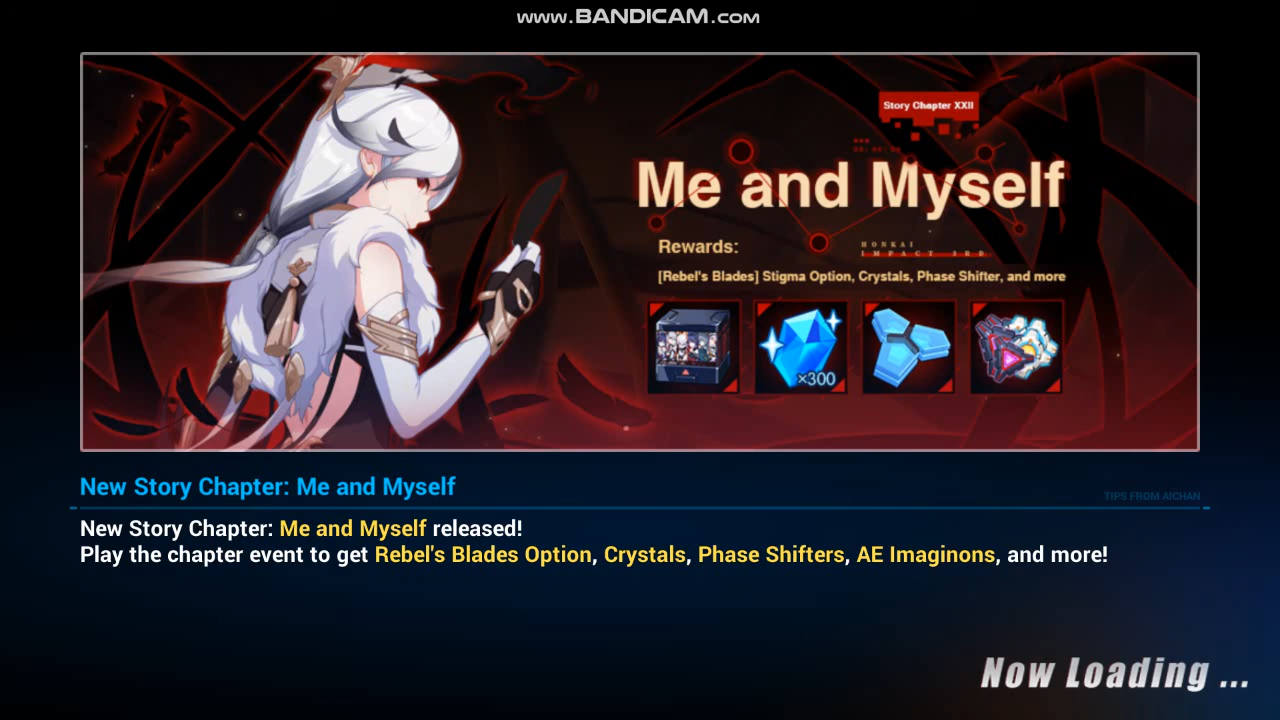 www.BANDICAM.com
Story Chapter XXII
Me and Myself
HONKAI
IMPACT 3RD
Rewards:
[Rebel's Blades] Stigma Option, Crystals, Phase Shifter, and more
×300
New Story Chapter: Me and Myself
TIPS FROM AICHAN
New Story Chapter: Me and Myself released!
Play the chapter event to get Rebel's Blades Option, Crystals, Phase Shifters, AE Imaginons, and more!
Now Loading ...